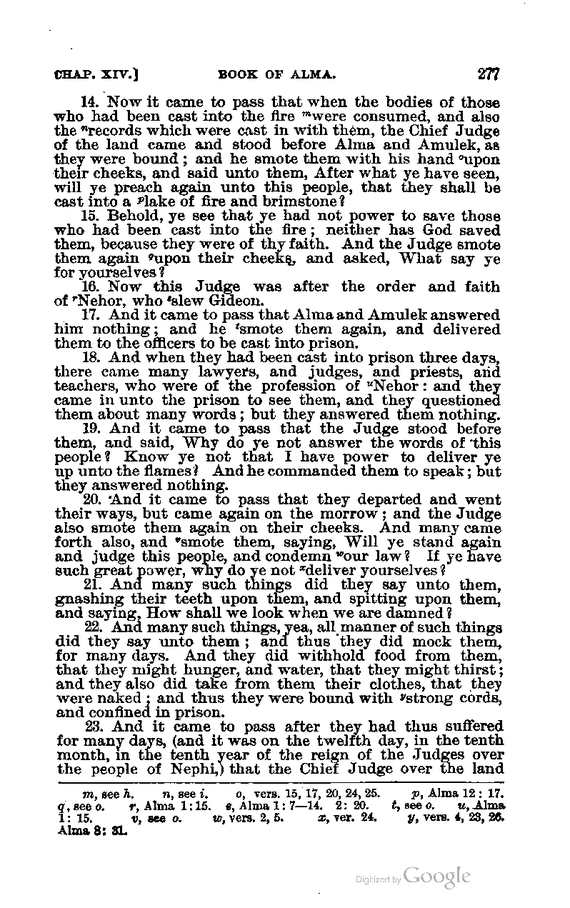 CHAP. XIV.] BOOK OF ALMA. 277
14. Now it came to pass that when the bodies of those
who had been cast into the fire ᵐwere consumed, and also
the ⁿrecords which were cast in with them, the Chief Judge
of the land came and stood before Alma and Amulek, as
they were bound; and he smote them with his hand ᵒupon
their cheeks, and said unto them, After what ye have seen,
will ye preach again unto this people, that they shall be
cast into a ᵖlake of fire and brimstone?
15. Behold, ye see that ye had not power to save those
who had been cast into the fire; neither has God saved
them, because they were of thy faith. And the Judge smote
them again qupon their cheeks, and asked, What say ye
for yourselves?
16. Now this Judge was after the order and faith
of ʳNehor, who ˢslew Gideon.
17. And it came to pass that Alma and Amulek answered
him nothing; and he ᵗsmote them again, and delivered
them to the officers to be cast into prison.
18. And when they had been cast into prison three days,
there came many lawyers, and judges, and priests, and
teachers, who were of the profession of ᵘNehor: and they
came in unto the prison to see them, and they questioned
them about many words; but they answered them nothing.
19. And it came to pass that the Judge stood before
them, and said, Why do ye not answer the words of this
people? Know ye not that I have power to deliver ye
up unto the flames? And he commanded them to speak; but
they answered nothing.
20. And it came to pass that they departed and went
their ways, but came again on the morrow; and the Judge
also smote them again on their cheeks. And many came
forth also, and ᵛsmote them, saying, Will ye stand again
and judge this people, and condemn ʷour law? If ye have
such great power, why do ye not ˣdeliver yourselves?
21. And many such things did they say unto them,
gnashing their teeth upon them, and spitting upon them,
and saying, How shall we look when we are damned?
22. And many such things, yea, all manner of such things
did they say unto them; and thus they did mock them,
for many days. And they did withhold food from them,
that they might hunger, and water, that they might thirst;
and they also did take from them their clothes, that they
were naked; and thus they were bound with ʸstrong cords,
and confined in prison.
23. And it came to pass after they had thus suffered
for many days, (and it was on the twelfth day, in the tenth
month, in the tenth year of the reign of the Judges over
the people of Nephi,) that the Chief Judge over the land
m, see h. n, see i. o, vers. 15, 17, 20, 24, 25. p, Alma 12: 17.
q, see o. r, Alma 1: 15. s, Alma 1: 7—14. 2: 20. t, see o. u, Alma
1: 15. v, see o. w, vers. 2, 5. x, ver. 24. y, vers. 4, 23, 26.
Alma 8: 31.
Digitized by Google